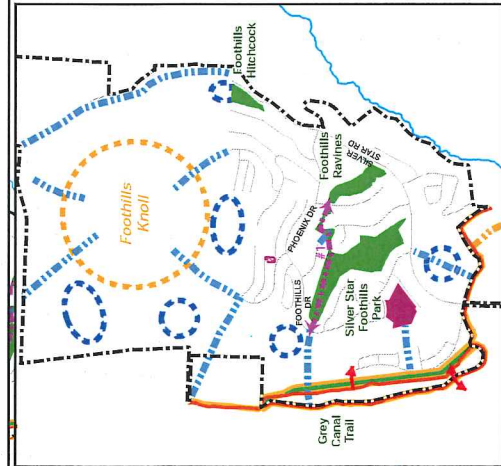 Foothills
Hitchcock
Foothills
Knoll
SILVER
STAR RD
Foothills
Ravines
PHOENIX DR
#1
FOOTHILLS
DR
Silver Star
Foothills
Park
Grey
Canal
Trail